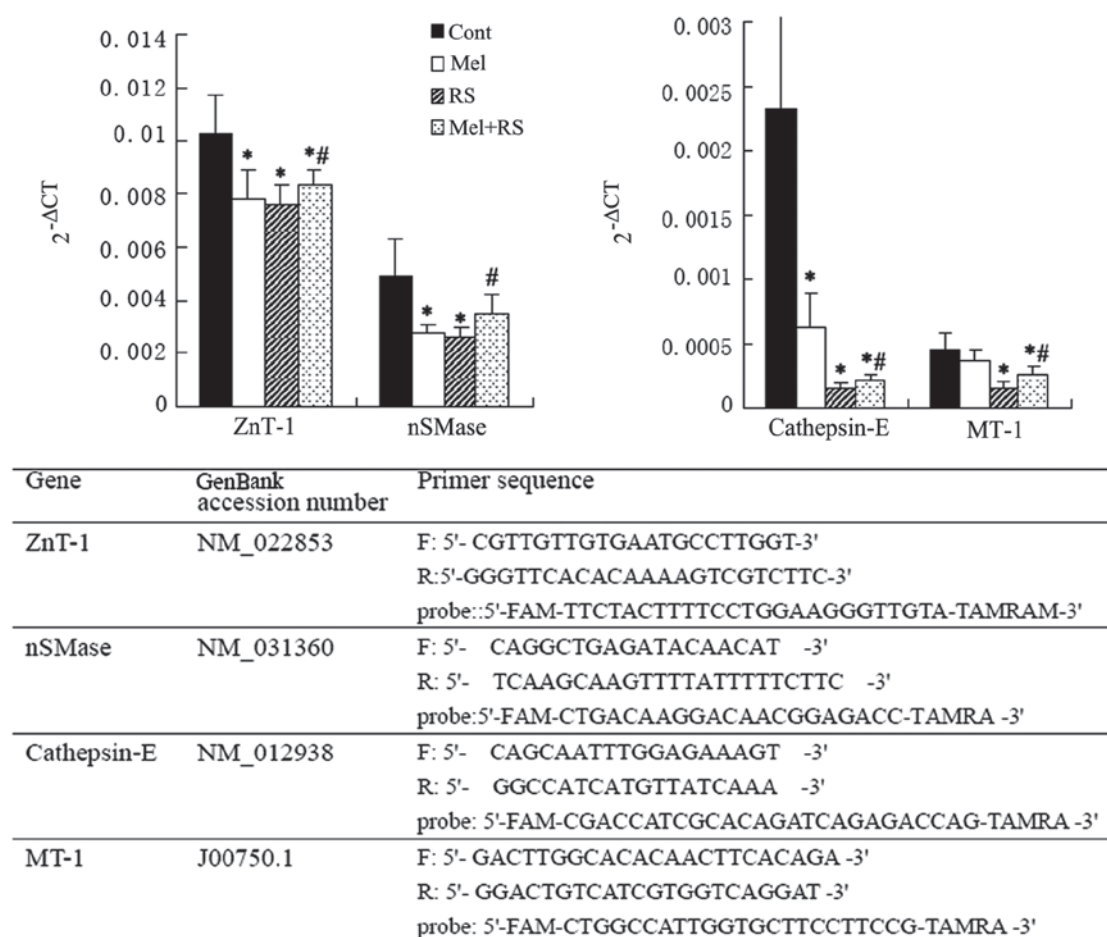 0.014
0.012
0.01
0.008
0.006
0.004
0.002
0
2-ΔCT
Cont
Mel
RS
Mel+RS
*
*
*#
*
*
#
ZnT-1
nSMase
0.003
0.0025
0.002
0.0015
0.001
0.0005
0
2-ΔCT
*
*
*#
*
*#
Cathepsin-E
MT-1
Gene GenBank accession number Primer sequence
ZnT-1 NM_022853 F: 5'- CGTTGTTGTGAATGCCTTGGT-3'
R:5'-GGGTTCACACAAAAGTCGTCTTC-3'
probe::5'-FAM-TTCTACTTTTCCTGGAAGGGTTGTA-TAMRAM-3'
nSMase NM_031360 F: 5'- CAGGCTGAGATACAACAT -3'
R: 5'- TCAAGCAAGTTTTATTTTTCTTC -3'
probe:5'-FAM-CTGACAAGGACAACGGAGACC-TAMRA -3'
Cathepsin-E NM_012938 F: 5'- CAGCAATTTGGAGAAAGT -3'
R: 5'- GGCCATCATGTTATCAAA -3'
probe: 5'-FAM-CGACCATCGCACAGATCAGAGACCAG-TAMRA -3'
MT-1 J00750.1 F: 5'- GACTTGGCACACAACTTCACAGA -3'
R: 5'- GGACTGTCATCGTGGTCAGGAT -3'
probe: 5'-FAM-CTGGCCATTGGTGCTTCCTTCCG-TAMRA -3'